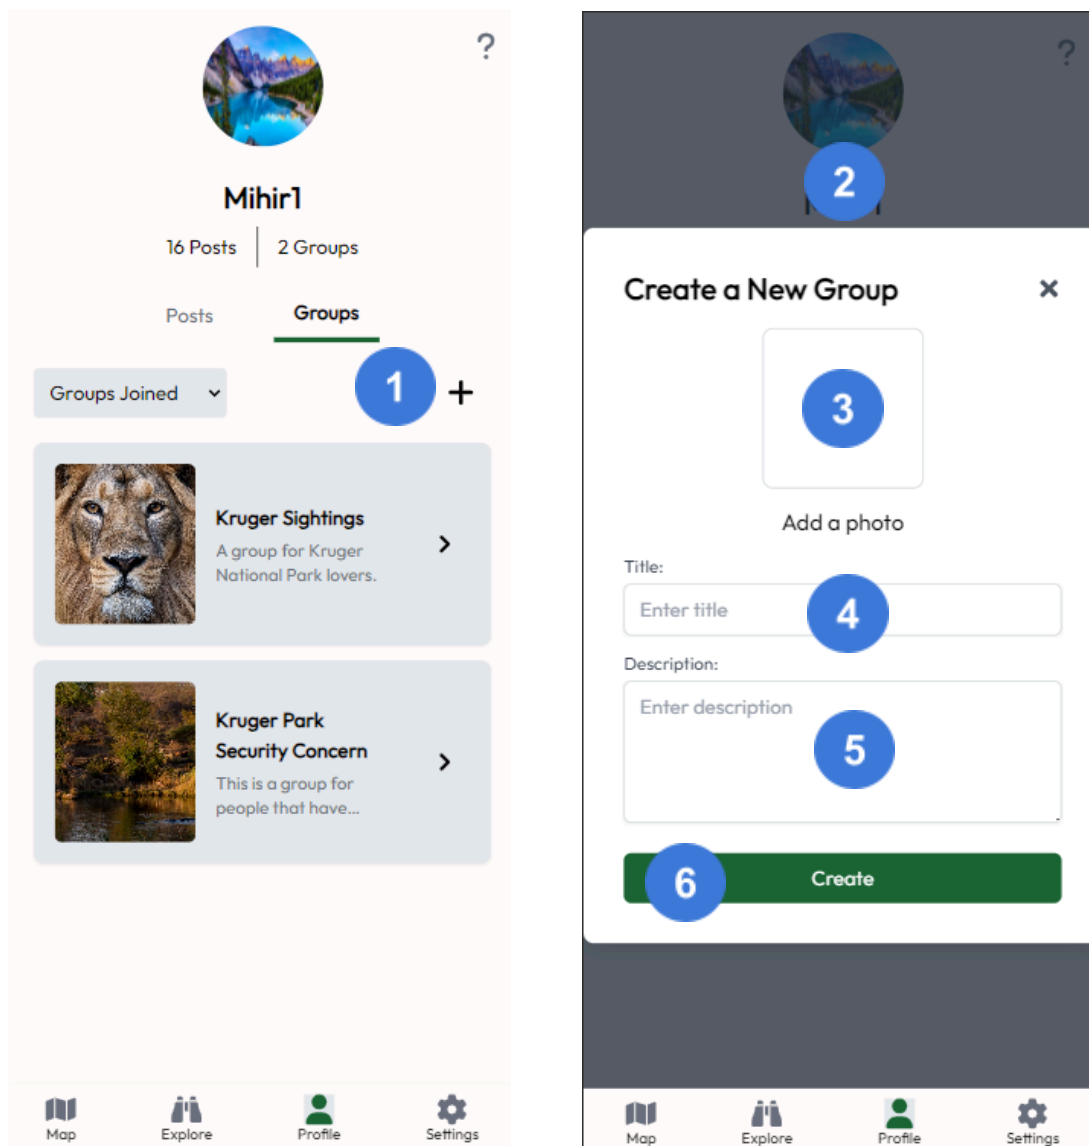 ?
Mihir1
16 Posts 2 Groups
Posts Groups
Groups Joined 1 +
Kruger Sightings
A group for Kruger
National Park lovers.
Kruger Park
Security Concern
This is a group for
people that have...
Map Explore Profile Settings
?
2
Create a New Group
3
Add a photo
Title:
Enter title 4
Description:
Enter description
5
6 Create
Map Explore Profile Settings